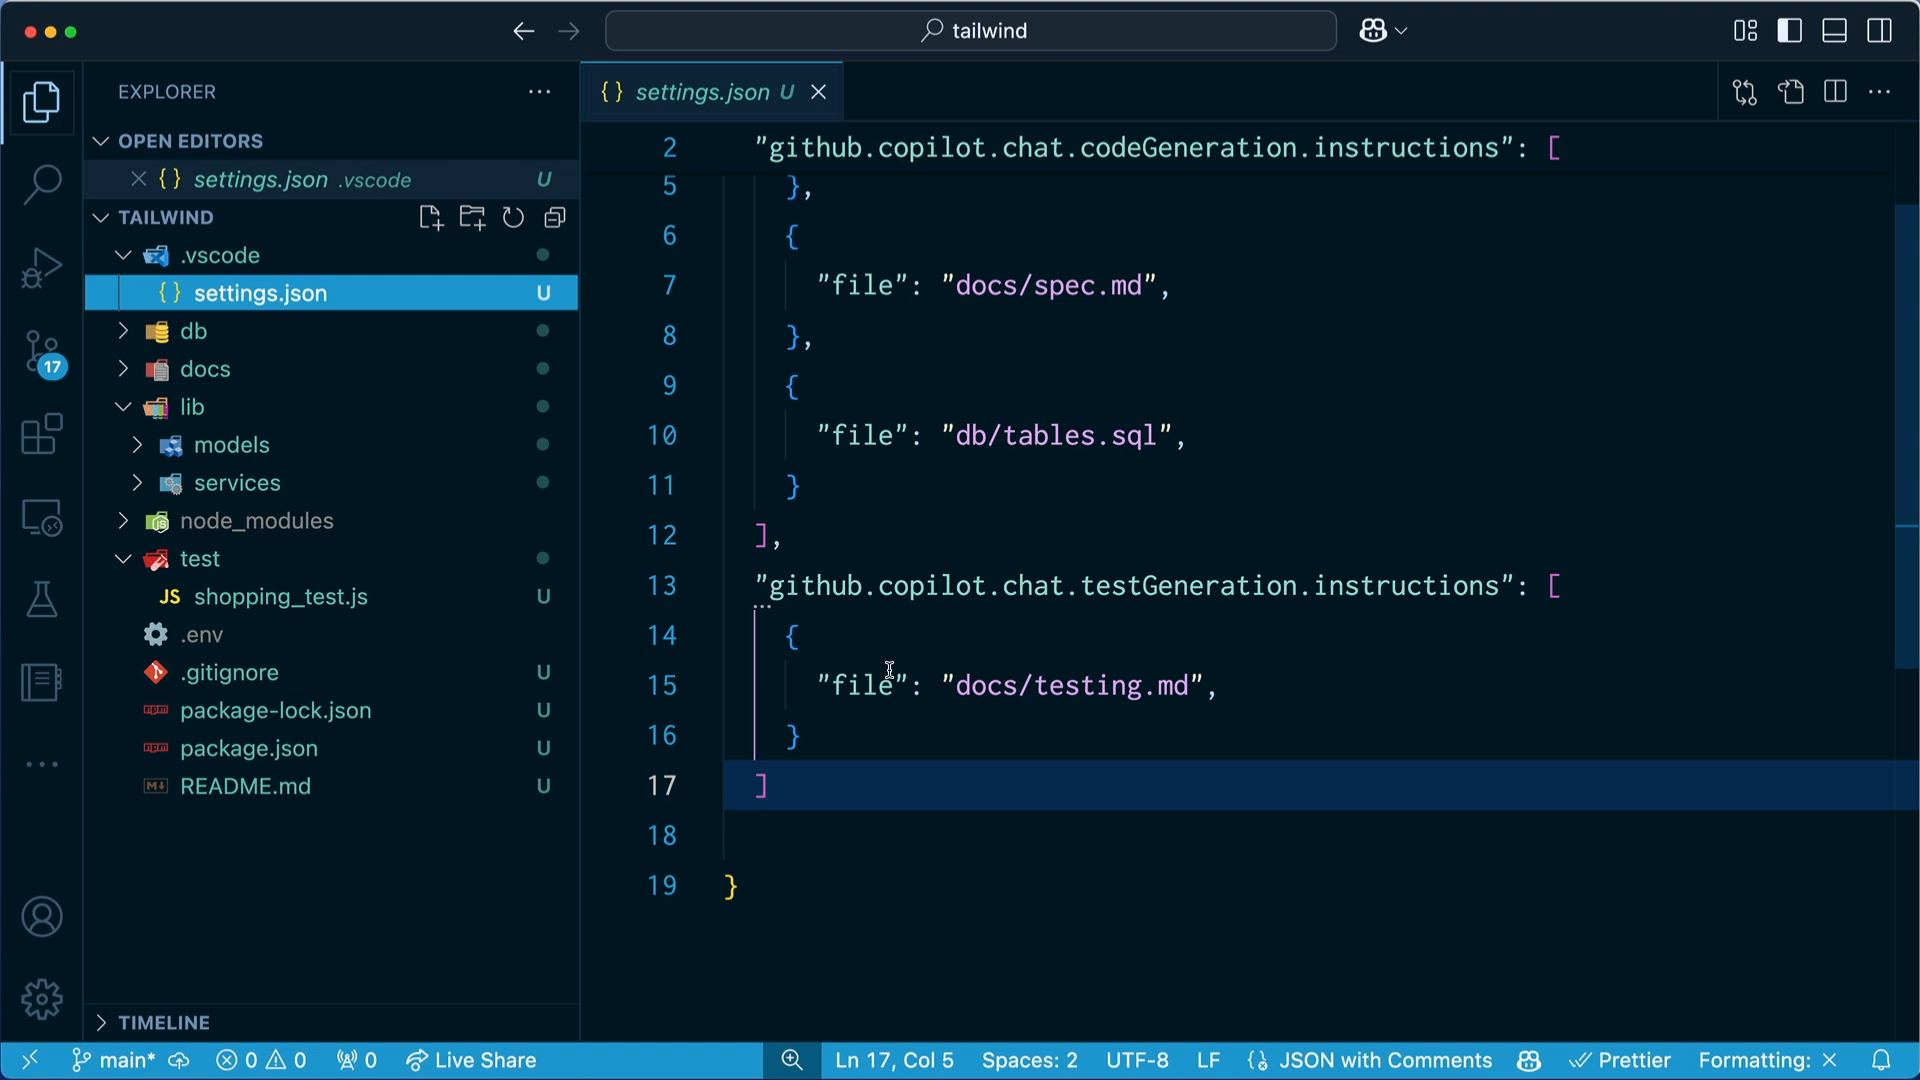 tailwind
EXPLORER
settings.json U
OPEN EDITORS
settings.json .vscode U
TAILWIND
.vscode
settings.json U
db
docs
lib
models
services
node_modules
test
JS shopping_test.js U
.env
.gitignore U
package-lock.json U
package.json U
README.md U
TIMELINE
17
2 "github.copilot.chat.codeGeneration.instructions": [
5 },
6 {
7 "file": "docs/spec.md",
8 },
9 {
10 "file": "db/tables.sql",
11 }
12 ],
13 "github.copilot.chat.testGeneration.instructions": [
14 {
15 "file": "docs/testing.md",
16 }
17 ]
18
19 }
main* 0 0 0 Live Share Ln 17, Col 5 Spaces: 2 UTF-8 LF JSON with Comments Prettier Formatting: ×